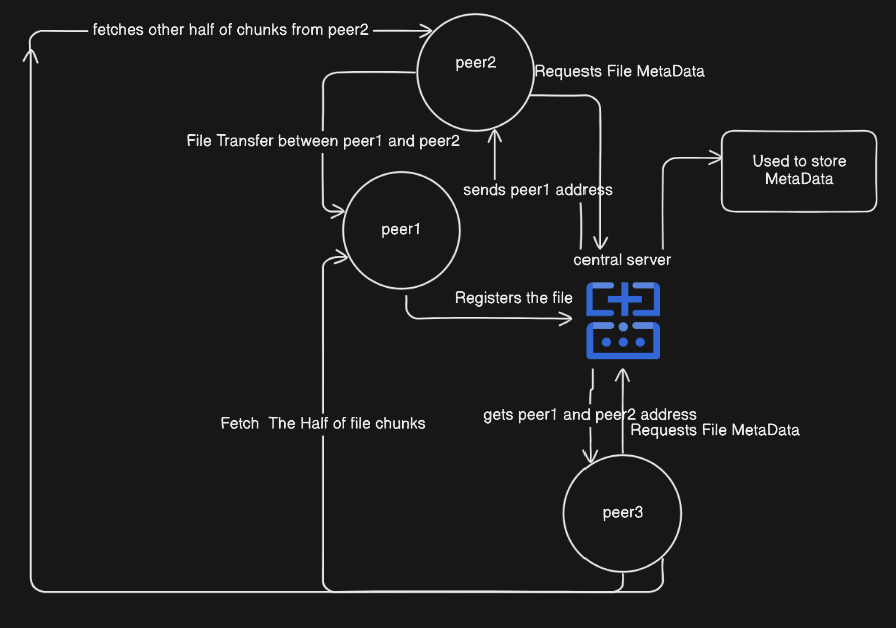 fetches other half of chunks from peer2
peer2
Requests File MetaData
File Transfer between peer1 and peer2
Used to store
MetaData
sends peer1 address
peer1
central server
Registers the file
gets peer1 and peer2 address
Fetch  The Half of file chunks
Requests File MetaData
peer3